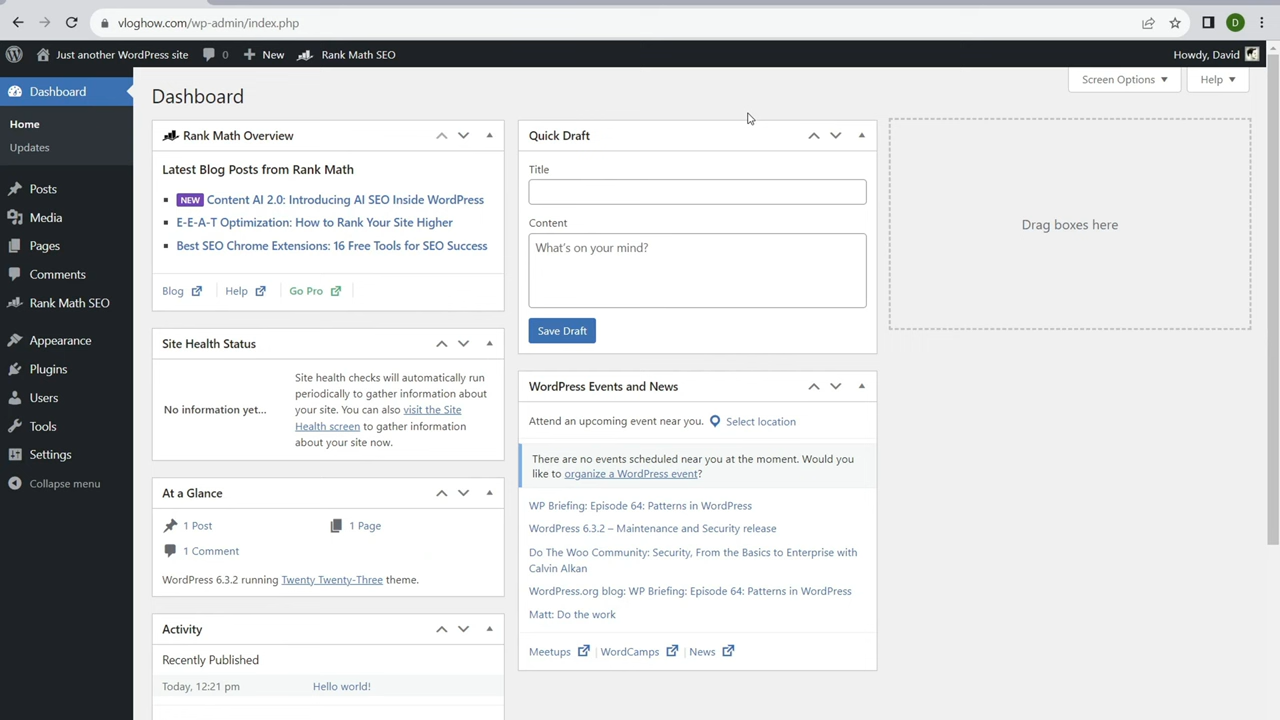 vloghow.com/wp-admin/index.php
D
Just another WordPress site
0
New
Rank Math SEO
Howdy, David
Dashboard
Home
Updates
Posts
Media
Pages
Comments
Rank Math SEO
Appearance
Plugins
Users
Tools
Settings
Collapse menu
Screen Options
Help
Dashboard
Rank Math Overview
Latest Blog Posts from Rank Math
NEW Content AI 2.0: Introducing AI SEO Inside WordPress
E-E-A-T Optimization: How to Rank Your Site Higher
Best SEO Chrome Extensions: 16 Free Tools for SEO Success
Blog
Help
Go Pro
Site Health Status
No information yet...
Site health checks will automatically run
periodically to gather information about
your site. You can also visit the Site
Health screen to gather information
about your site now.
At a Glance
1 Post
1 Page
1 Comment
WordPress 6.3.2 running Twenty Twenty-Three theme.
Activity
Recently Published
Today, 12:21 pm
Hello world!
Quick Draft
Title
Content
What's on your mind?
Save Draft
WordPress Events and News
Attend an upcoming event near you.
Select location
There are no events scheduled near you at the moment. Would you
like to organize a WordPress event?
WP Briefing: Episode 64: Patterns in WordPress
WordPress 6.3.2 – Maintenance and Security release
Do The Woo Community: Security, From the Basics to Enterprise with
Calvin Alkan
WordPress.org blog: WP Briefing: Episode 64: Patterns in WordPress
Matt: Do the work
Meetups
WordCamps
News
Drag boxes here